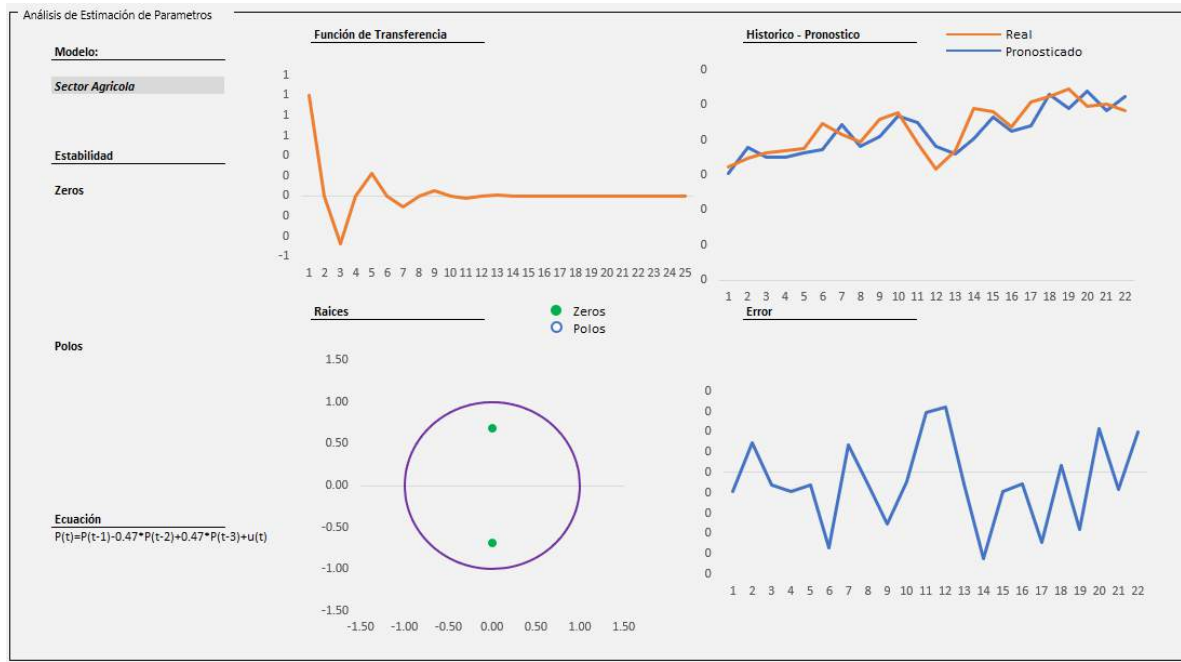 Análisis de Estimación de Parametros
Modelo:
Sector Agricola
Estabilidad
Zeros
Polos
Ecuación
P(t)=P(t-1)-0.47*P(t-2)+0.47*P(t-3)+u(t)
Función de Transferencia
1
1
1
1
0
0
0
0
0
-1
1 2 3 4 5 6 7 8 9 10 11 12 13 14 15 16 17 18 19 20 21 22 23 24 25
Historico - Pronostico
Real
Pronosticado
0
0
0
0
0
0
0
1 2 3 4 5 6 7 8 9 10 11 12 13 14 15 16 17 18 19 20 21 22
Raices
Zeros
Polos
1.50
1.00
0.50
0.00
-0.50
-1.00
-1.50
-1.50 -1.00 -0.50 0.00 0.50 1.00 1.50
Error
0
0
0
0
0
0
0
0
0
0
1 2 3 4 5 6 7 8 9 10 11 12 13 14 15 16 17 18 19 20 21 22